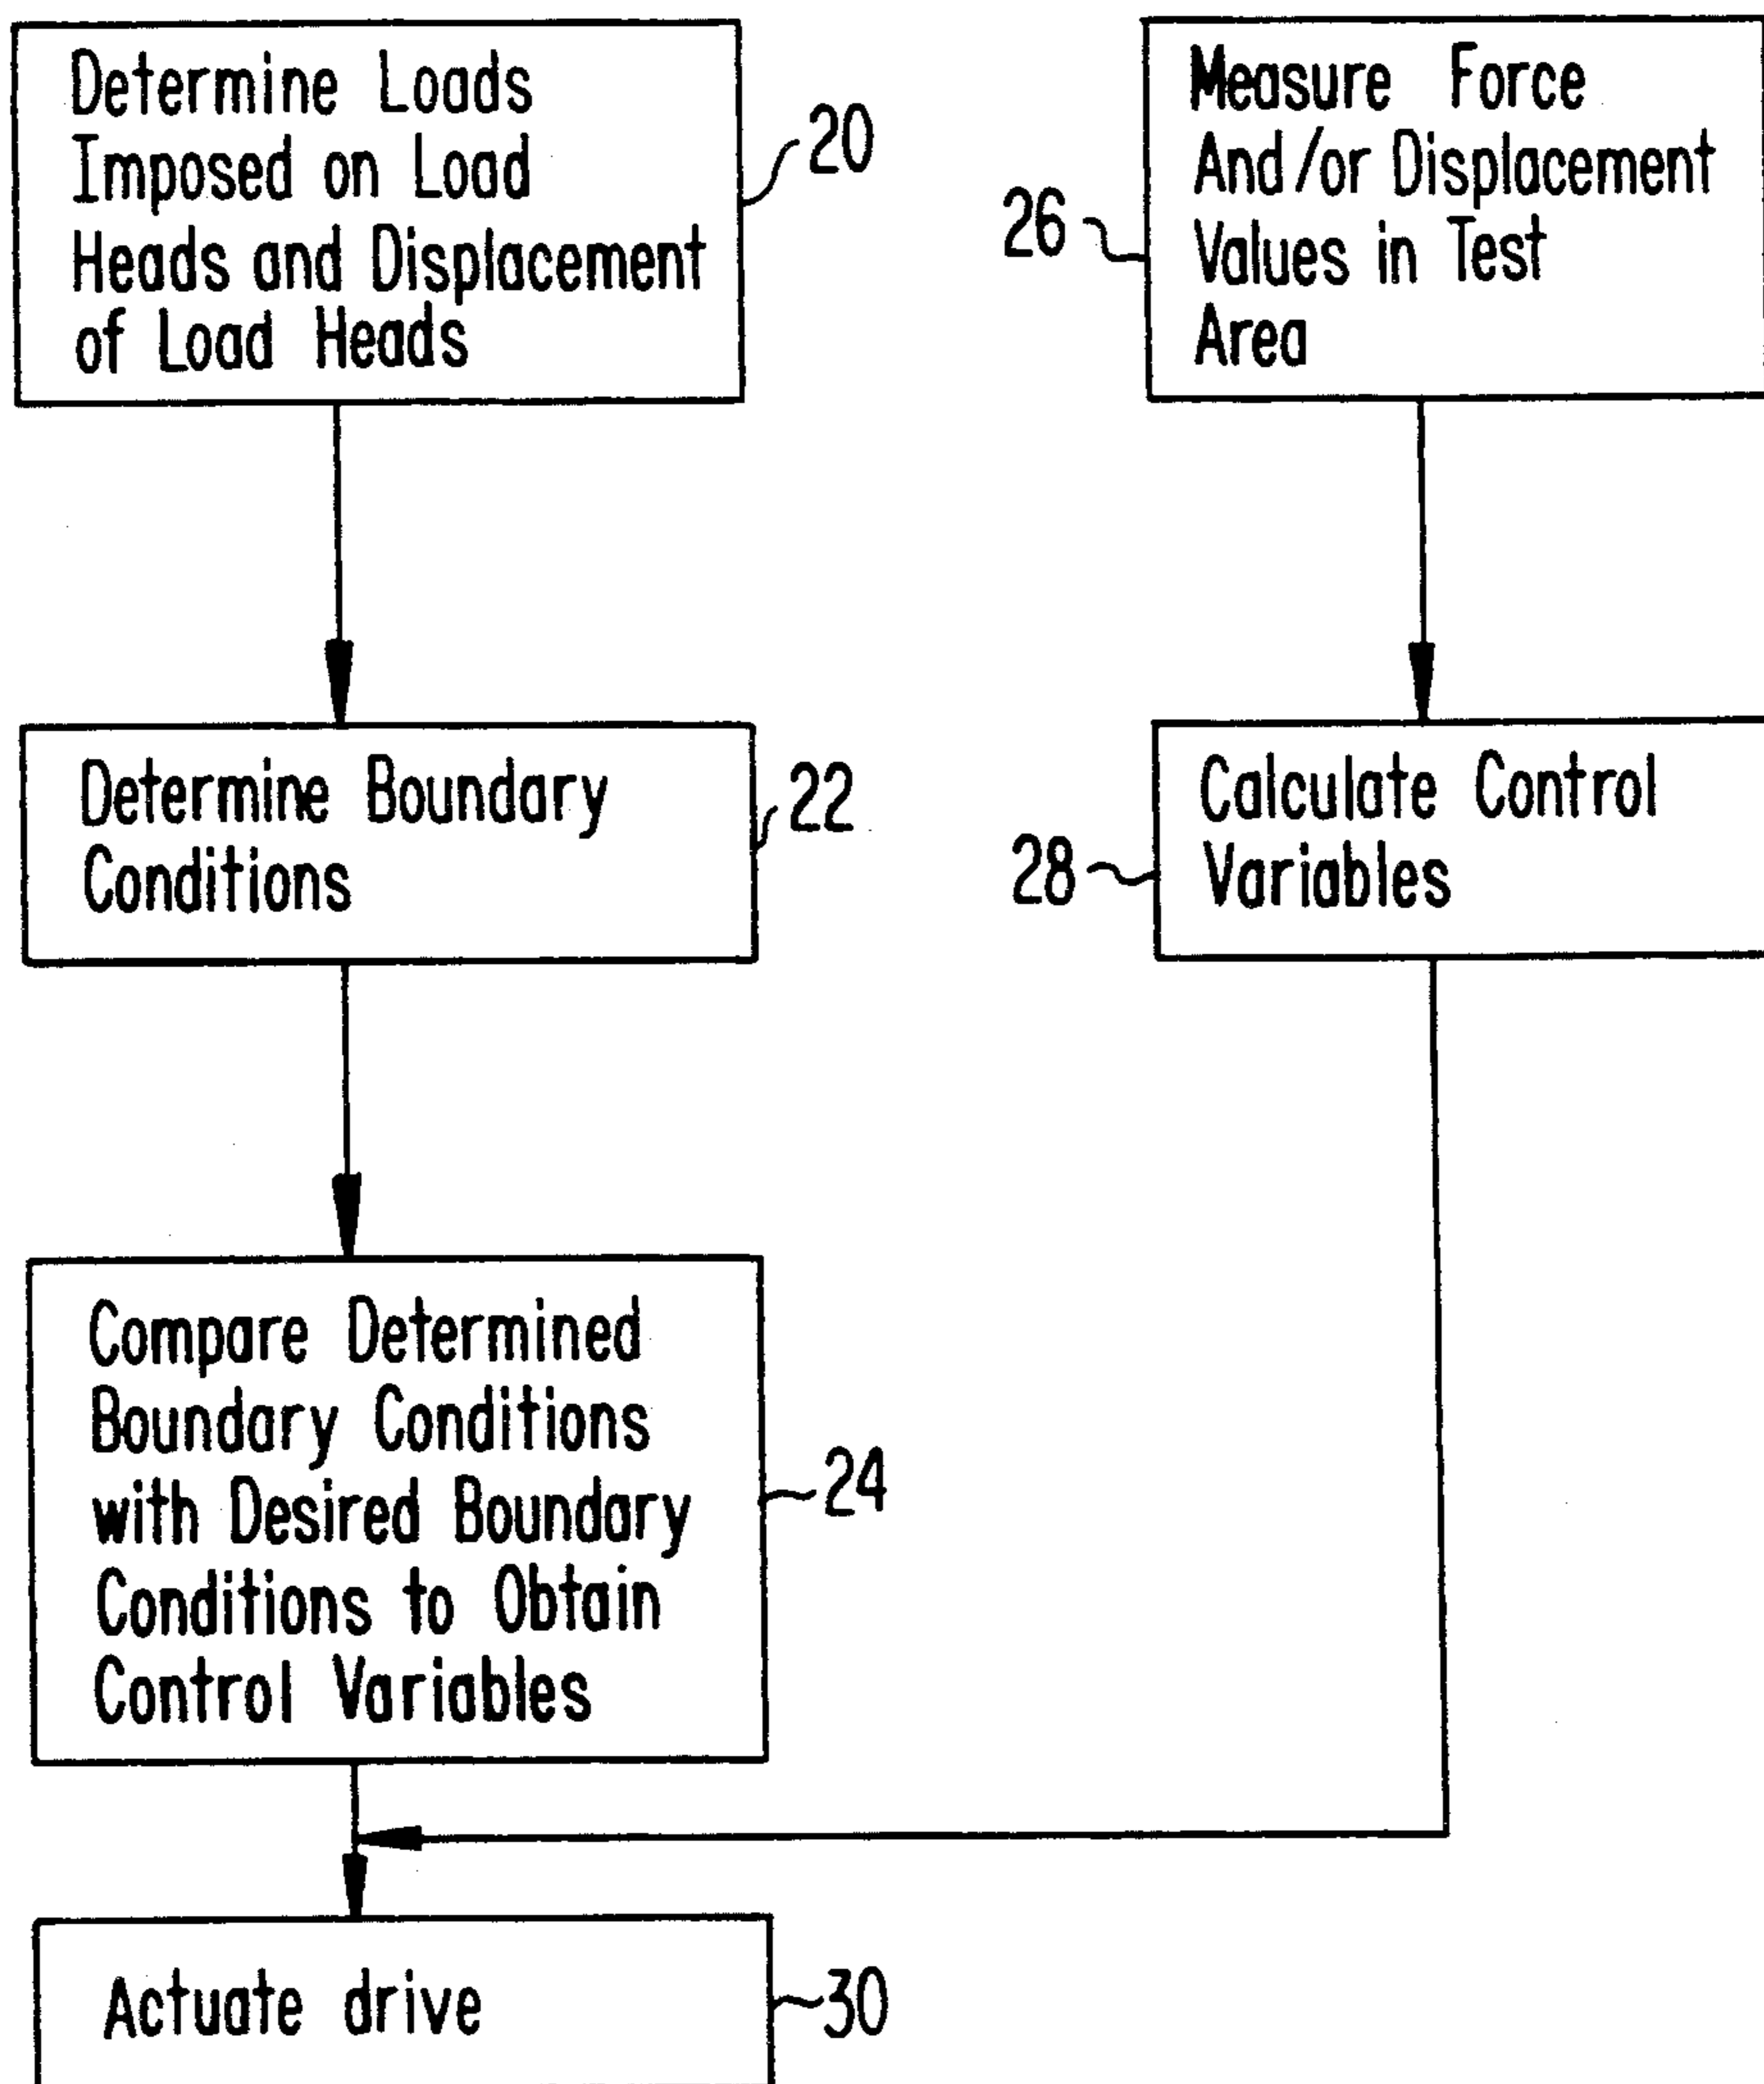 Determine Loads
Imposed on Load
Heads and Displacement
of Load Heads
20
Measure Force
And/or Displacement
Values in Test
Area
26
Determine Boundary
Conditions
22
Calculate Control
Variables
28
Compare Determined
Boundary Conditions
with Desired Boundary
Conditions to Obtain
Control Variables
24
Actuate drive
30